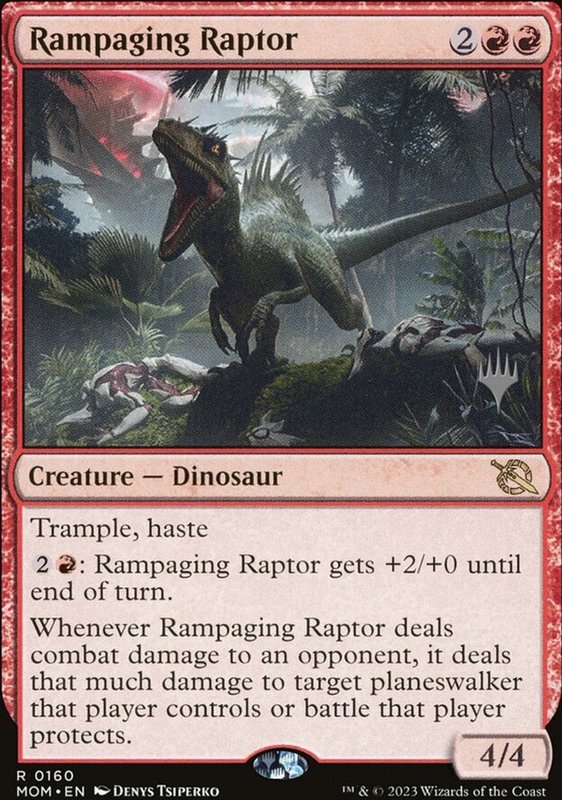 Rampaging Raptor 2
Creature — Dinosaur
Trample, haste
2 : Rampaging Raptor gets +2/+0 until
end of turn.
Whenever Rampaging Raptor deals
combat damage to an opponent, it deals
that much damage to target planeswalker
that player controls or battle that player
protects.
4/4
R 0160
MOM • EN Denys Tsiperko
™ & © 2023 Wizards of the Coast